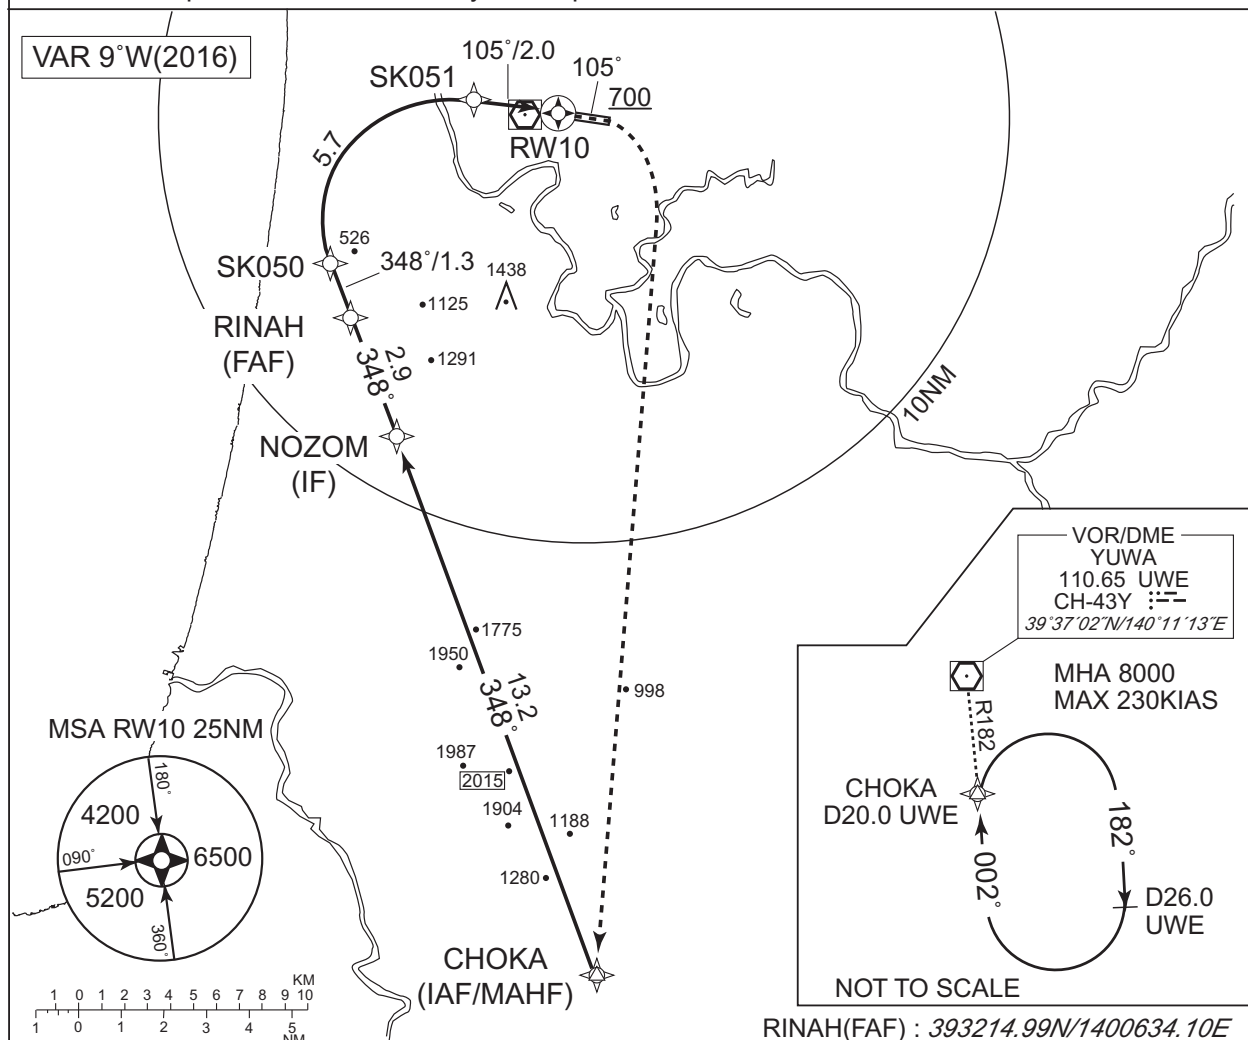 VAR 9°W(2016)
105°/2.0
SK051
105°
700
RW10
5.7
526
SK050
348°/1.3
1438
1125
RINAH
(FAF)
2.9
348°
1291
10NM
NOZOM
(IF)
VOR/DME
YUWA
110.65 UWE
CH-43Y
39°37´02˝N/140°11´13˝E
1775
1950
13.2
348°
998
MHA 8000
MAX 230KIAS
R182
MSA RW10 25NM
180°
4200
090°
6500
5200
360°
1987
2015
1904
1188
1280
CHOKA
D20.0 UWE
182°
002°
D26.0
UWE
CHOKA
(IAF/MAHF)
NOT TO SCALE
KM
1 0 1 2 3 4 5 6 7 8 9 10
1 0 1 2 3 4 5
NM
RINAH(FAF) : 393214.99N/1400634.10E